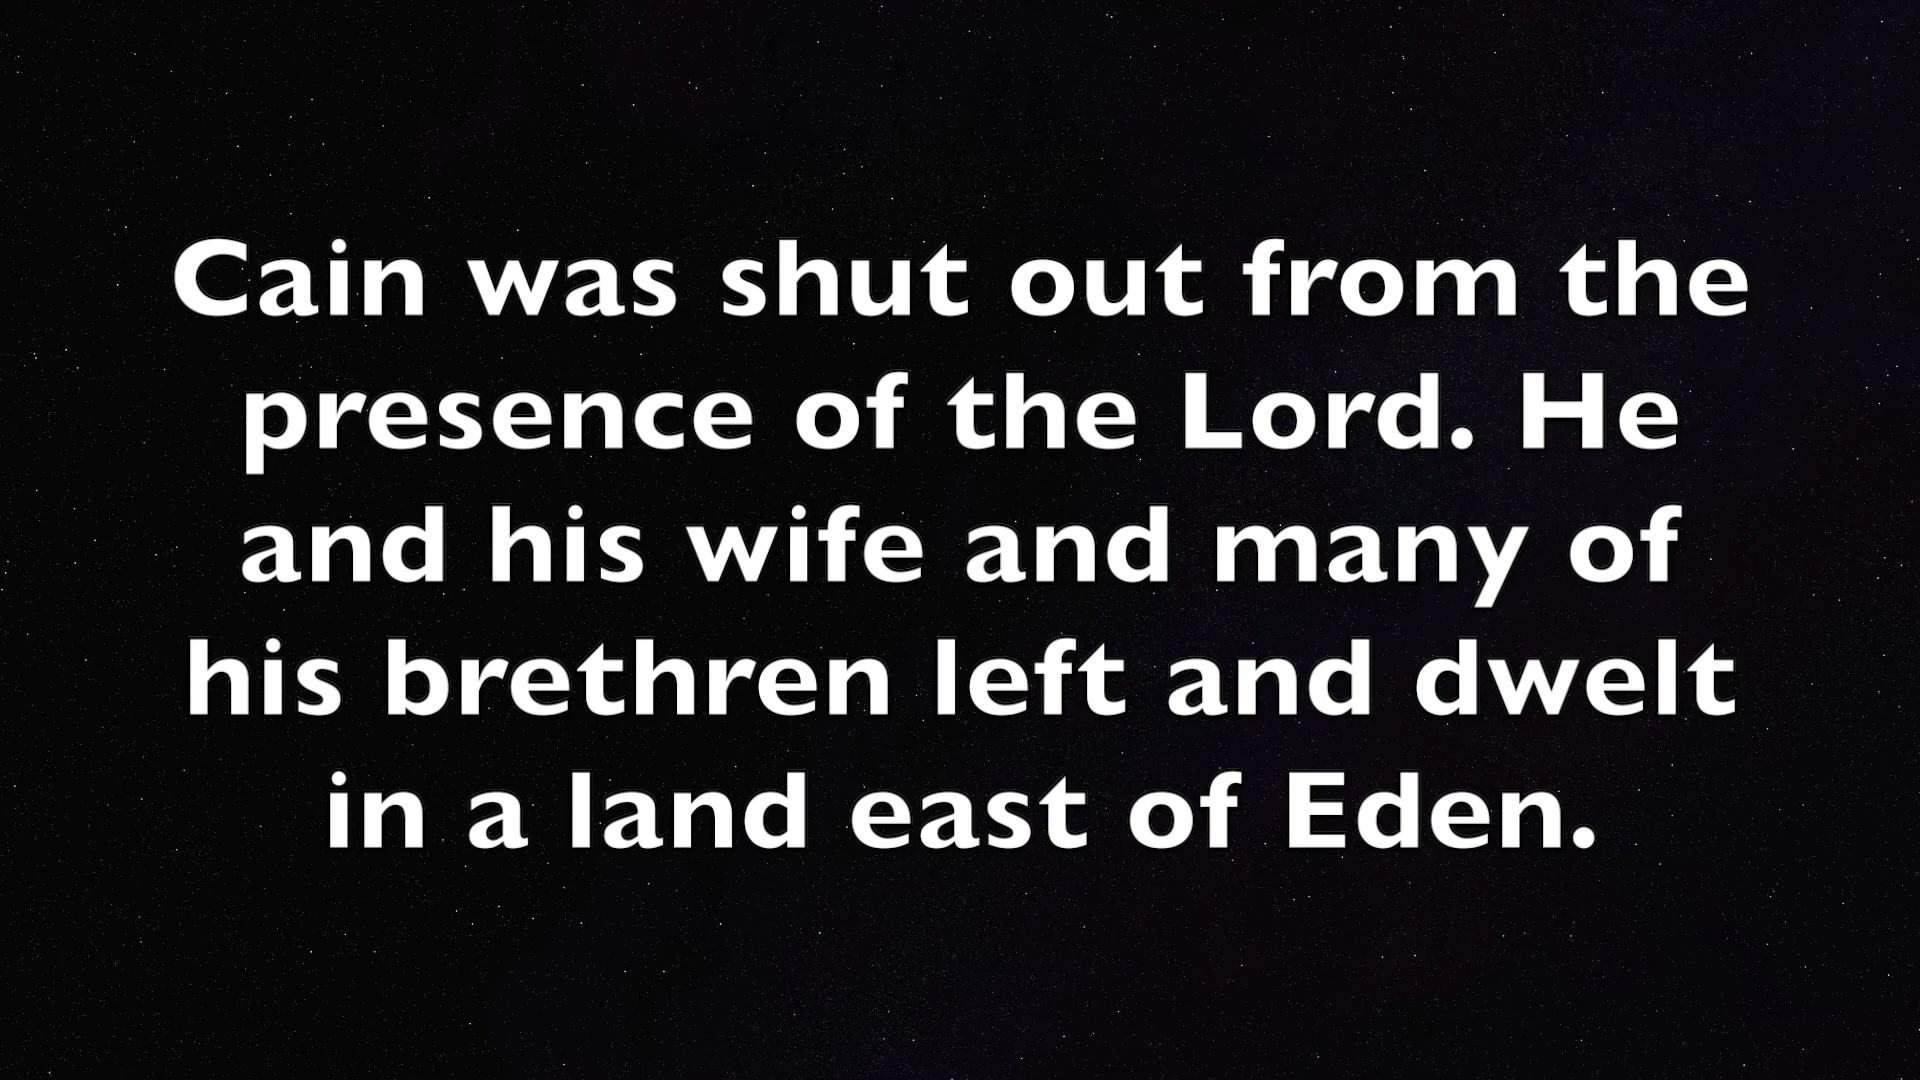 Cain was shut out from the
presence of the Lord. He
and his wife and many of
his brethren left and dwelt
in a land east of Eden.